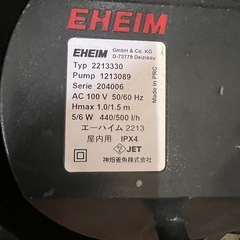 EHEIM
EHEIM GmbH & Co. KG
D-73779 Deizisau
Typ 2213330
Pump 1213089 Made in PRC
Serie 204006
AC 100 V 50/60 Hz
Hmax 1.0/1.5 m
5/6 W 440/500 l/h
エーハイム 2213
屋内用 IPX4
JET
神畑養魚株式会社